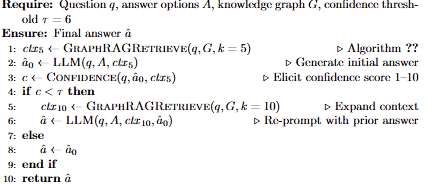 Require: Question q, answer options Λ, knowledge graph G, confidence thresh-
old τ = 6
Ensure: Final answer â
1: ctx₅ ← GRAPHRAGRETRIEVE(q, G, k = 5) ▷ Algorithm ??
2: â₀ ← LLM(q, Λ, ctx₅) ▷ Generate initial answer
3: c ← CONFIDENCE(q, â₀, ctx₅) ▷ Elicit confidence score 1–10
4: if c < τ then
5: ctx₁₀ ← GRAPHRAGRETRIEVE(q, G, k = 10) ▷ Expand context
6: â ← LLM(q, Λ, ctx₁₀, â₀) ▷ Re-prompt with prior answer
7: else
8: â ← â₀
9: end if
10: return â